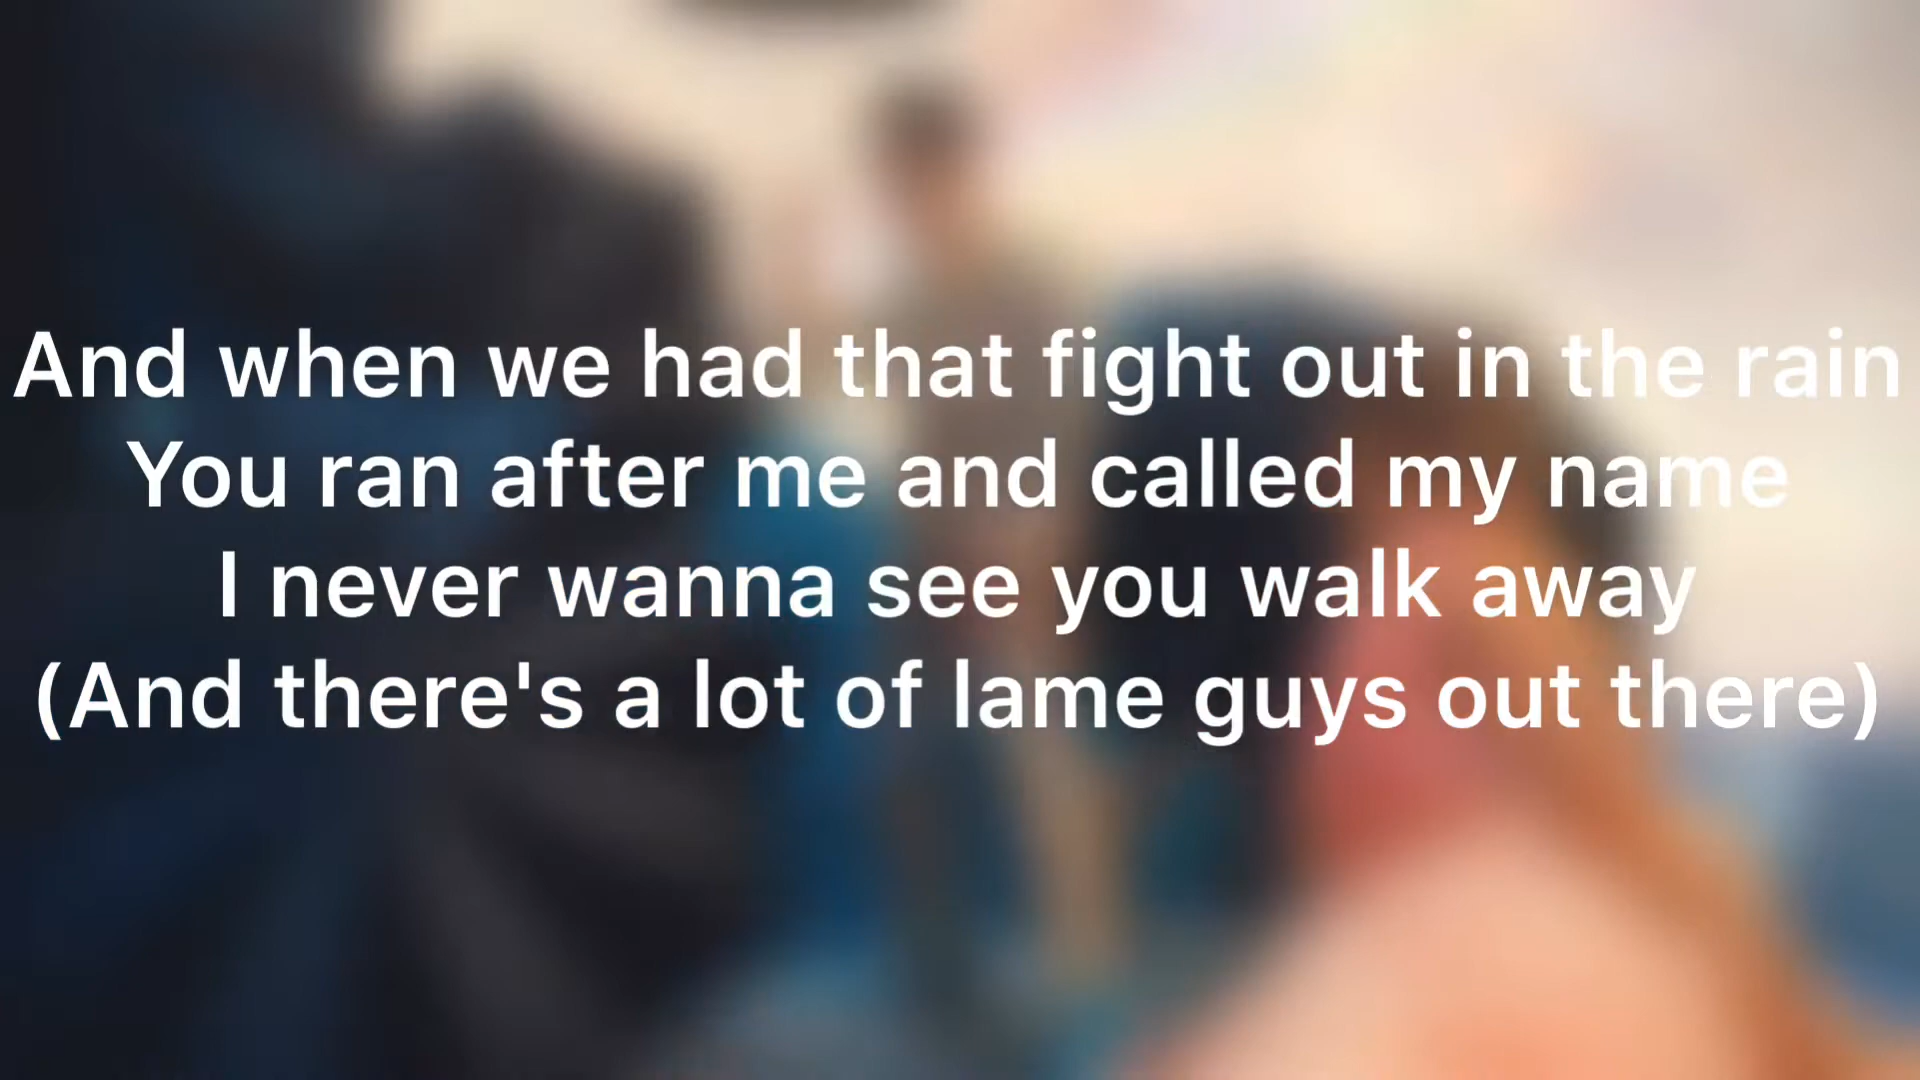 And when we had that fight out in the rain
You ran after me and called my name
I never wanna see you walk away
(And there's a lot of lame guys out there)